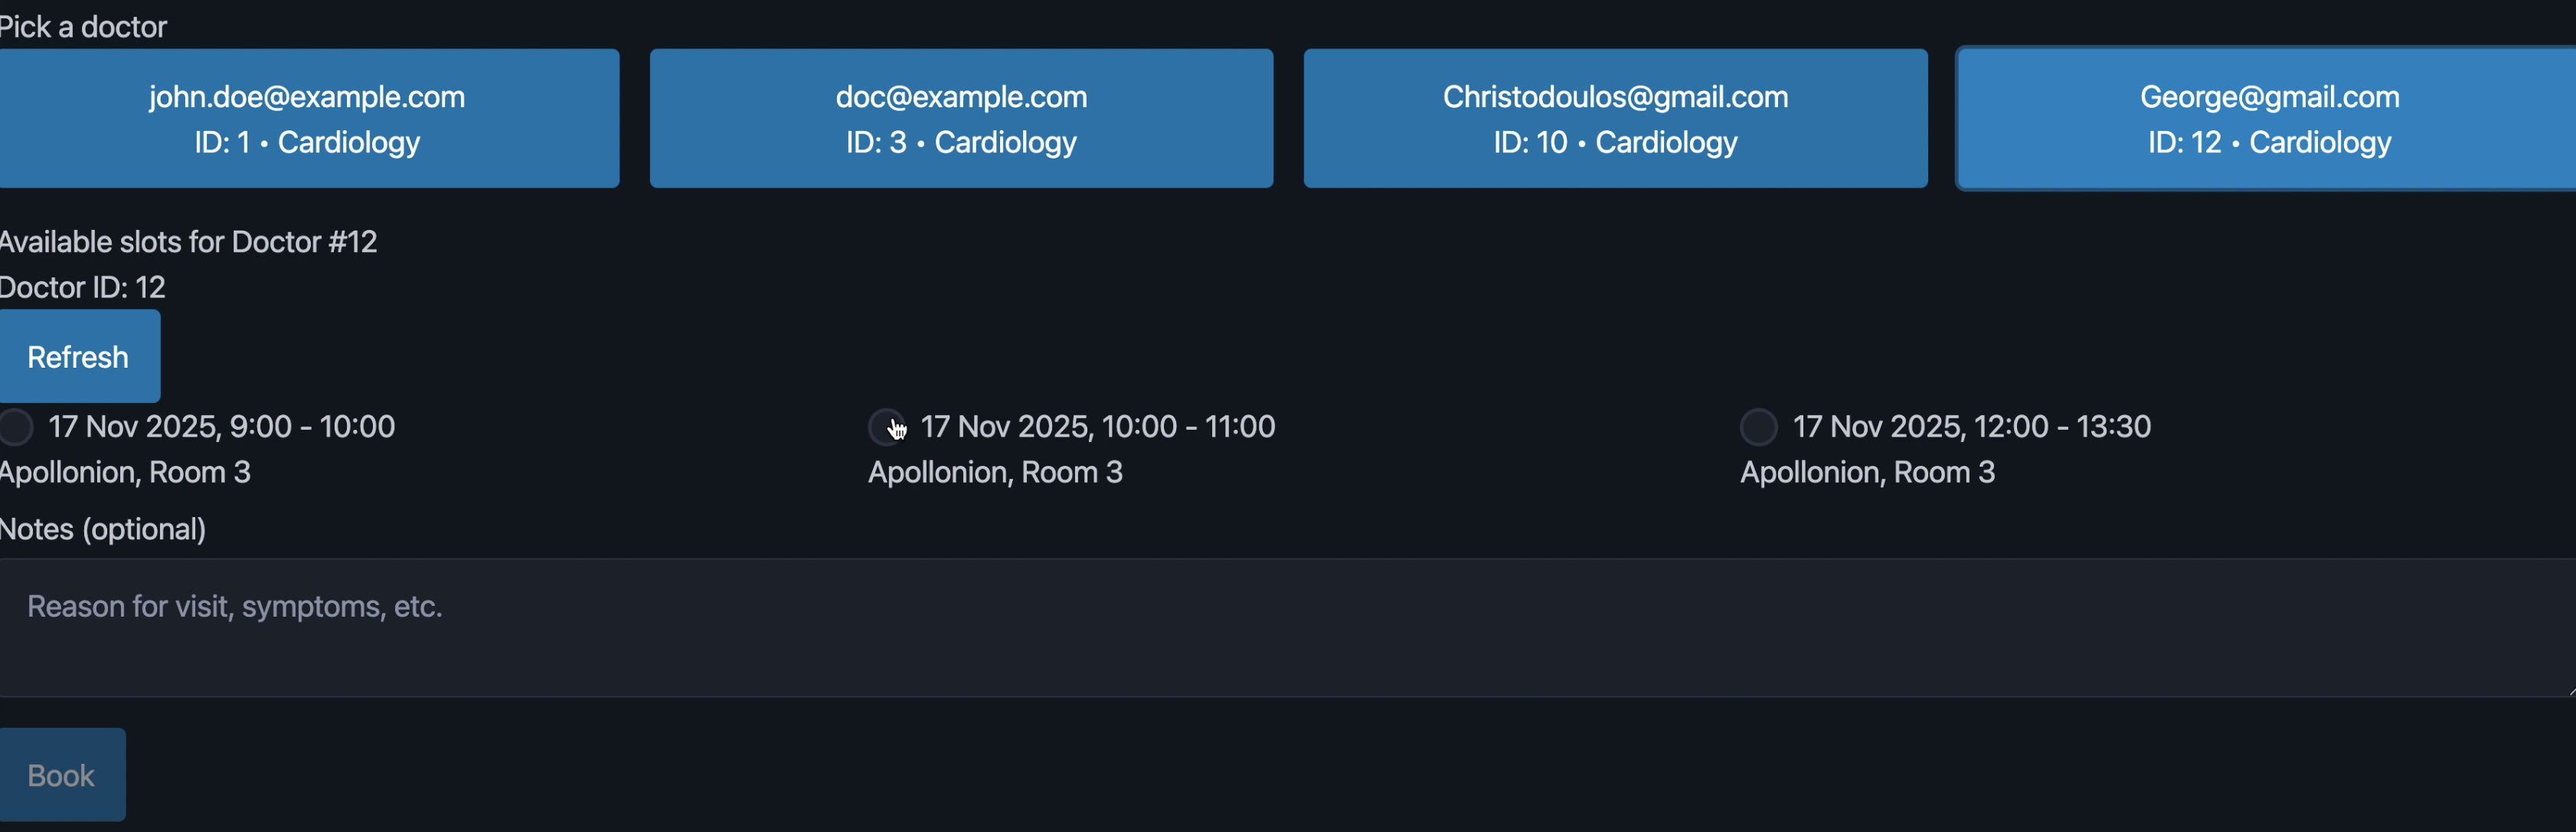 Pick a doctor
john.doe@example.com
ID: 1 • Cardiology
doc@example.com
ID: 3 • Cardiology
Christodoulos@gmail.com
ID: 10 • Cardiology
George@gmail.com
ID: 12 • Cardiology
Available slots for Doctor #12
Doctor ID: 12
Refresh
17 Nov 2025, 9:00 - 10:00
Apollonion, Room 3
17 Nov 2025, 10:00 - 11:00
Apollonion, Room 3
17 Nov 2025, 12:00 - 13:30
Apollonion, Room 3
Notes (optional)
Reason for visit, symptoms, etc.
Book